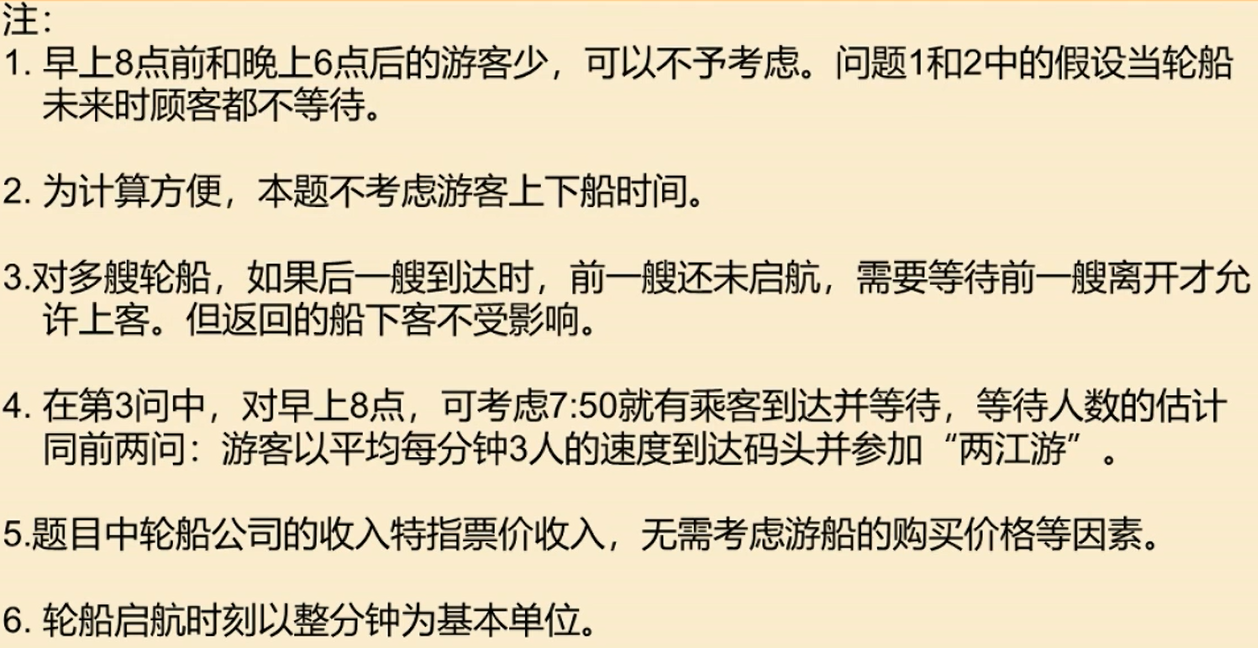 注：
1. 早上8点前和晚上6点后的游客少，可以不予考虑。问题1和2中的假设当轮船
未来时顾客都不等待。
2. 为计算方便，本题不考虑游客上下船时间。
3.对多艘轮船，如果后一艘到达时，前一艘还未启航，需要等待前一艘离开才允
许上客。但返回的船下客不受影响。
4. 在第3问中，对早上8点，可考虑7:50就有乘客到达并等待，等待人数的估计
同前两问：游客以平均每分钟3人的速度到达码头并参加“两江游”。
5.题目中轮船公司的收入特指票价收入，无需考虑游船的购买价格等因素。
6. 轮船启航时刻以整分钟为基本单位。